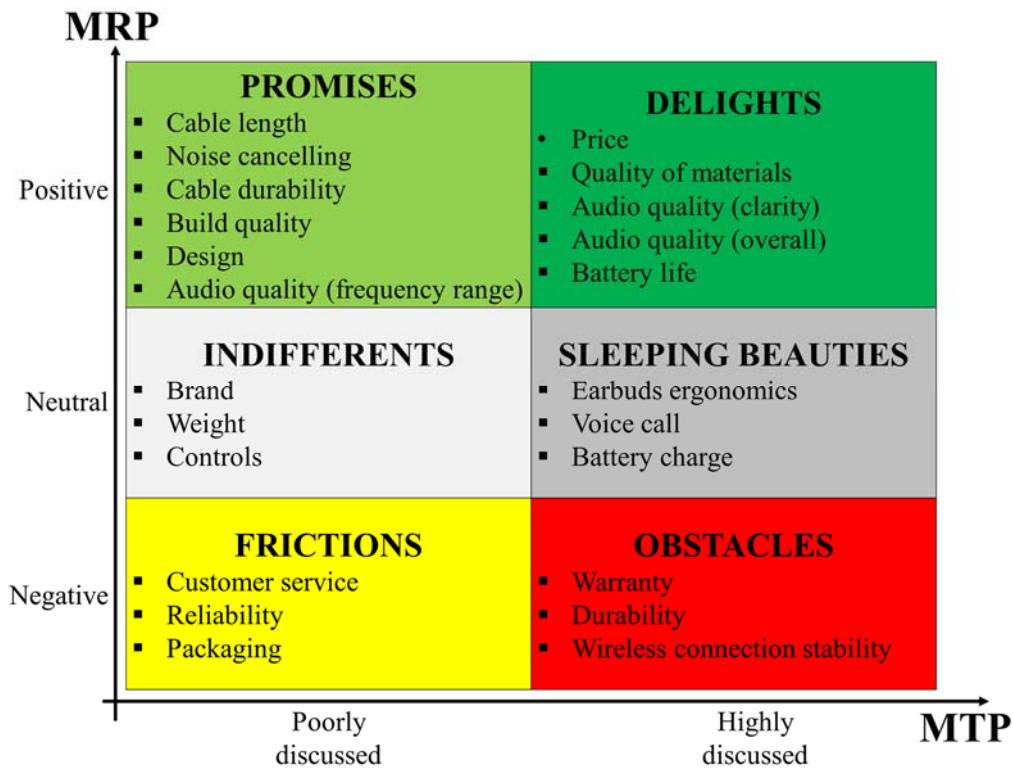 MRP
PROMISES
▪ Cable length
▪ Noise cancelling
▪ Cable durability
▪ Build quality
▪ Design
▪ Audio quality (frequency range)
DELIGHTS
• Price
▪ Quality of materials
▪ Audio quality (clarity)
▪ Audio quality (overall)
▪ Battery life
Positive
INDIFFERENTS
▪ Brand
▪ Weight
▪ Controls
SLEEPING BEAUTIES
▪ Earbuds ergonomics
▪ Voice call
▪ Battery charge
Neutral
FRICTIONS
▪ Customer service
▪ Reliability
▪ Packaging
OBSTACLES
▪ Warranty
▪ Durability
▪ Wireless connection stability
Negative
Poorly
discussed
Highly
discussed
MTP